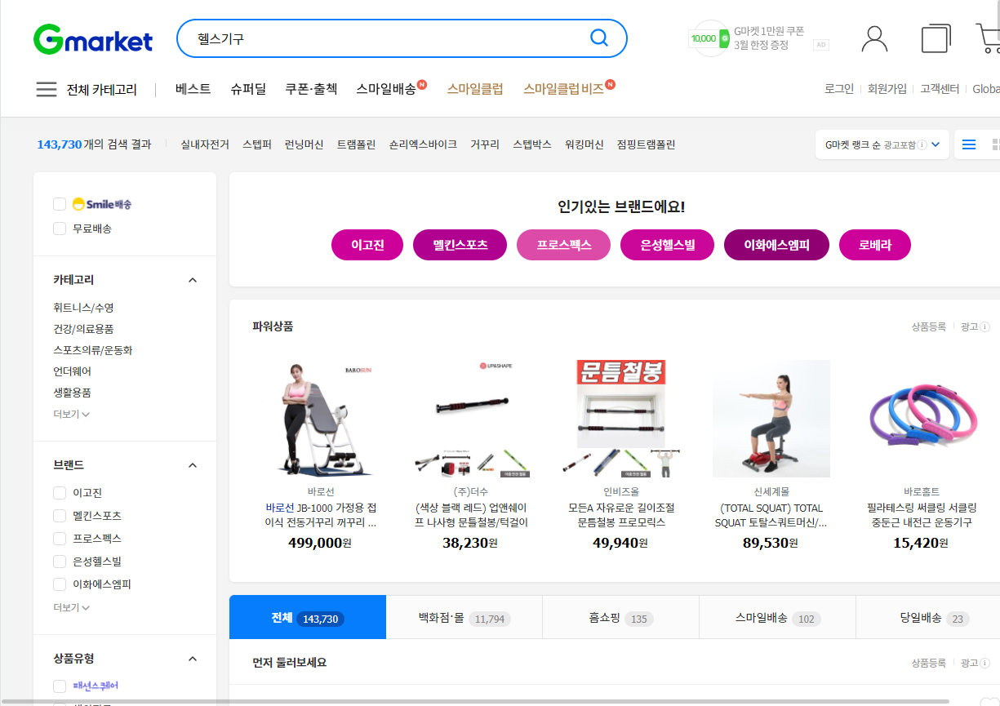 Gmarket
헬스기구
10,000
G마켓 1만원 쿠폰
3월 한정 증정
AD
전체 카테고리
베스트 슈퍼딜 쿠폰·출첵 스마일배송 N 스마일클럽 스마일클럽 비즈 N
로그인 회원가입 고객센터 Globa
143,730개의 검색 결과
실내자전거 스텝퍼 런닝머신 트램폴린 숀리엑스바이크 거꾸리 스텝박스 워킹머신 점핑트램폴린
G마켓 랭크 순 광고포함
Smile배송
무료배송
카테고리
휘트니스/수영
건강/의료용품
스포츠의류/운동화
언더웨어
생활용품
더보기
브랜드
이고진
멜킨스포츠
프로스펙스
은성헬스빌
이화에스엠피
더보기
상품유형
패션스퀘어
인기있는 브랜드에요!
이고진 멜킨스포츠 프로스펙스 은성헬스빌 이화에스엠피 로베라
파워상품
상품등록 광고
BAROSUN
바로선
바로선 JB-1000 가정용 접
이식 전동거꾸리 꺼꾸리 ...
499,000원
UP&SHAPE
(주)더수
(색상 블랙 레드) 업앤쉐이
프 나사형 문틀철봉/턱걸이
38,230원
문틈철봉
인비즈올
모든A 자유로운 길이조절
문틈철봉 프로모릭스
49,940원
신세계몰
(TOTAL SQUAT) TOTAL
SQUAT 토탈스쿼트머신/...
89,530원
바로홈트
필라테스링 써클링 서클링
중둔근 내전근 운동기구
15,420원
전체 143,730
백화점·몰 11,794
홈쇼핑 135
스마일배송 102
당일배송 23
먼저 둘러보세요
상품등록 광고